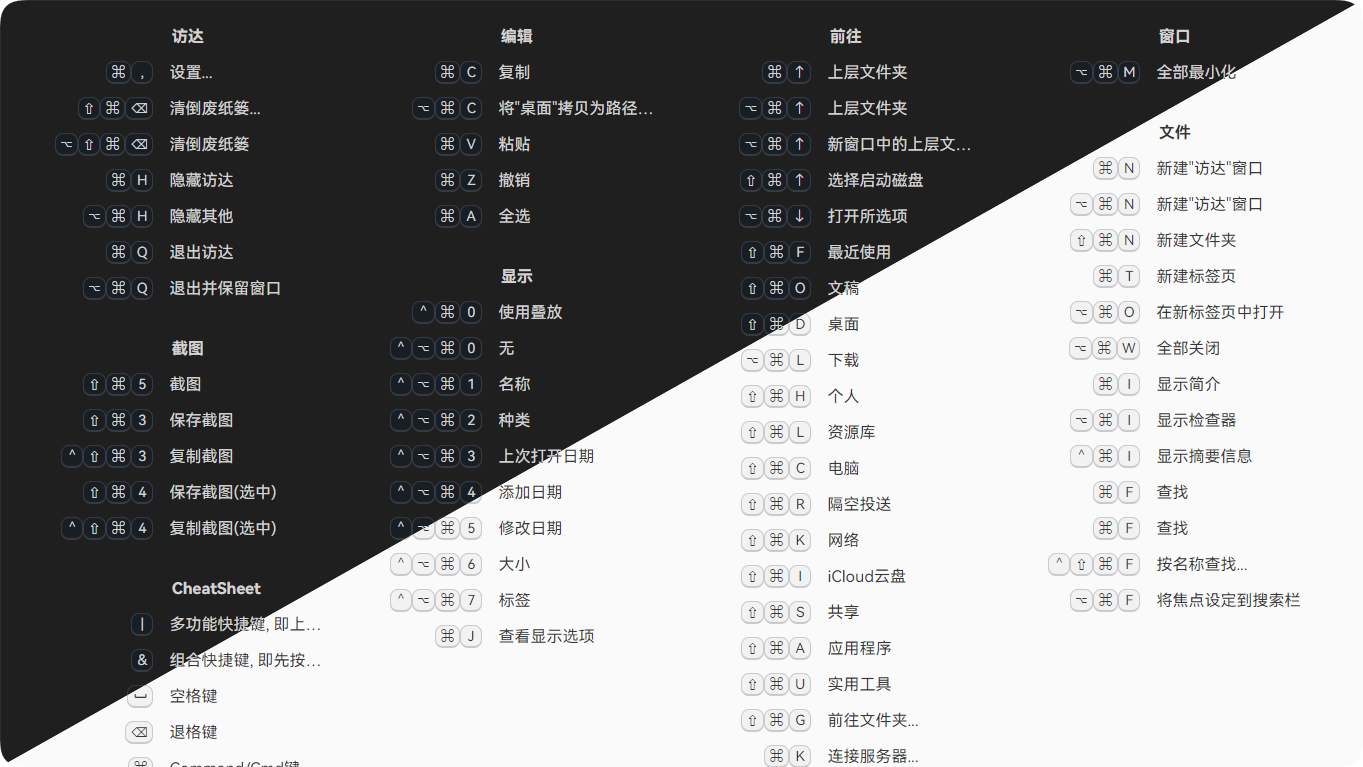 访达
⌘ , 设置...
⇧ ⌘ ⌫ 清倒废纸篓...
⌥ ⇧ ⌘ ⌫ 清倒废纸篓
⌘ H 隐藏访达
⌥ ⌘ H 隐藏其他
⌘ Q 退出访达
⌥ ⌘ Q 退出并保留窗口
截图
⇧ ⌘ 5 截图
⇧ ⌘ 3 保存截图
^ ⇧ ⌘ 3 复制截图
⇧ ⌘ 4 保存截图(选中)
^ ⇧ ⌘ 4 复制截图(选中)
CheatSheet
| 多功能快捷键, 即上...
& 组合快捷键, 即先按...
⎵ 空格键
⌫ 退格键
⌘ Command/Cmd键
编辑
⌘ C 复制
⌥ ⌘ C 将"桌面"拷贝为路径...
⌘ V 粘贴
⌘ Z 撤销
⌘ A 全选
显示
^ ⌘ 0 使用叠放
^ ⌥ ⌘ 0 无
^ ⌥ ⌘ 1 名称
^ ⌥ ⌘ 2 种类
^ ⌥ ⌘ 3 上次打开日期
^ ⌥ ⌘ 4 添加日期
^ ⌥ ⌘ 5 修改日期
^ ⌥ ⌘ 6 大小
^ ⌥ ⌘ 7 标签
⌘ J 查看显示选项
前往
⌘ ↑ 上层文件夹
⌥ ⌘ ↑ 上层文件夹
⌥ ⌘ ↑ 新窗口中的上层文...
⇧ ⌘ ↑ 选择启动磁盘
⌥ ⌘ ↓ 打开所选项
⇧ ⌘ F 最近使用
⇧ ⌘ O 文稿
⇧ ⌘ D 桌面
⌥ ⌘ L 下载
⇧ ⌘ H 个人
⇧ ⌘ L 资源库
⇧ ⌘ C 电脑
⇧ ⌘ R 隔空投送
⇧ ⌘ K 网络
⇧ ⌘ I iCloud云盘
⇧ ⌘ S 共享
⇧ ⌘ A 应用程序
⇧ ⌘ U 实用工具
⇧ ⌘ G 前往文件夹...
⌘ K 连接服务器...
窗口
⌥ ⌘ M 全部最小化
文件
⌘ N 新建"访达"窗口
⌥ ⌘ N 新建"访达"窗口
⇧ ⌘ N 新建文件夹
⌘ T 新建标签页
⌥ ⌘ O 在新标签页中打开
⌥ ⌘ W 全部关闭
⌘ I 显示简介
⌥ ⌘ I 显示检查器
^ ⌘ I 显示摘要信息
⌘ F 查找
⌘ F 查找
^ ⇧ ⌘ F 按名称查找...
⌥ ⌘ F 将焦点设定到搜索栏